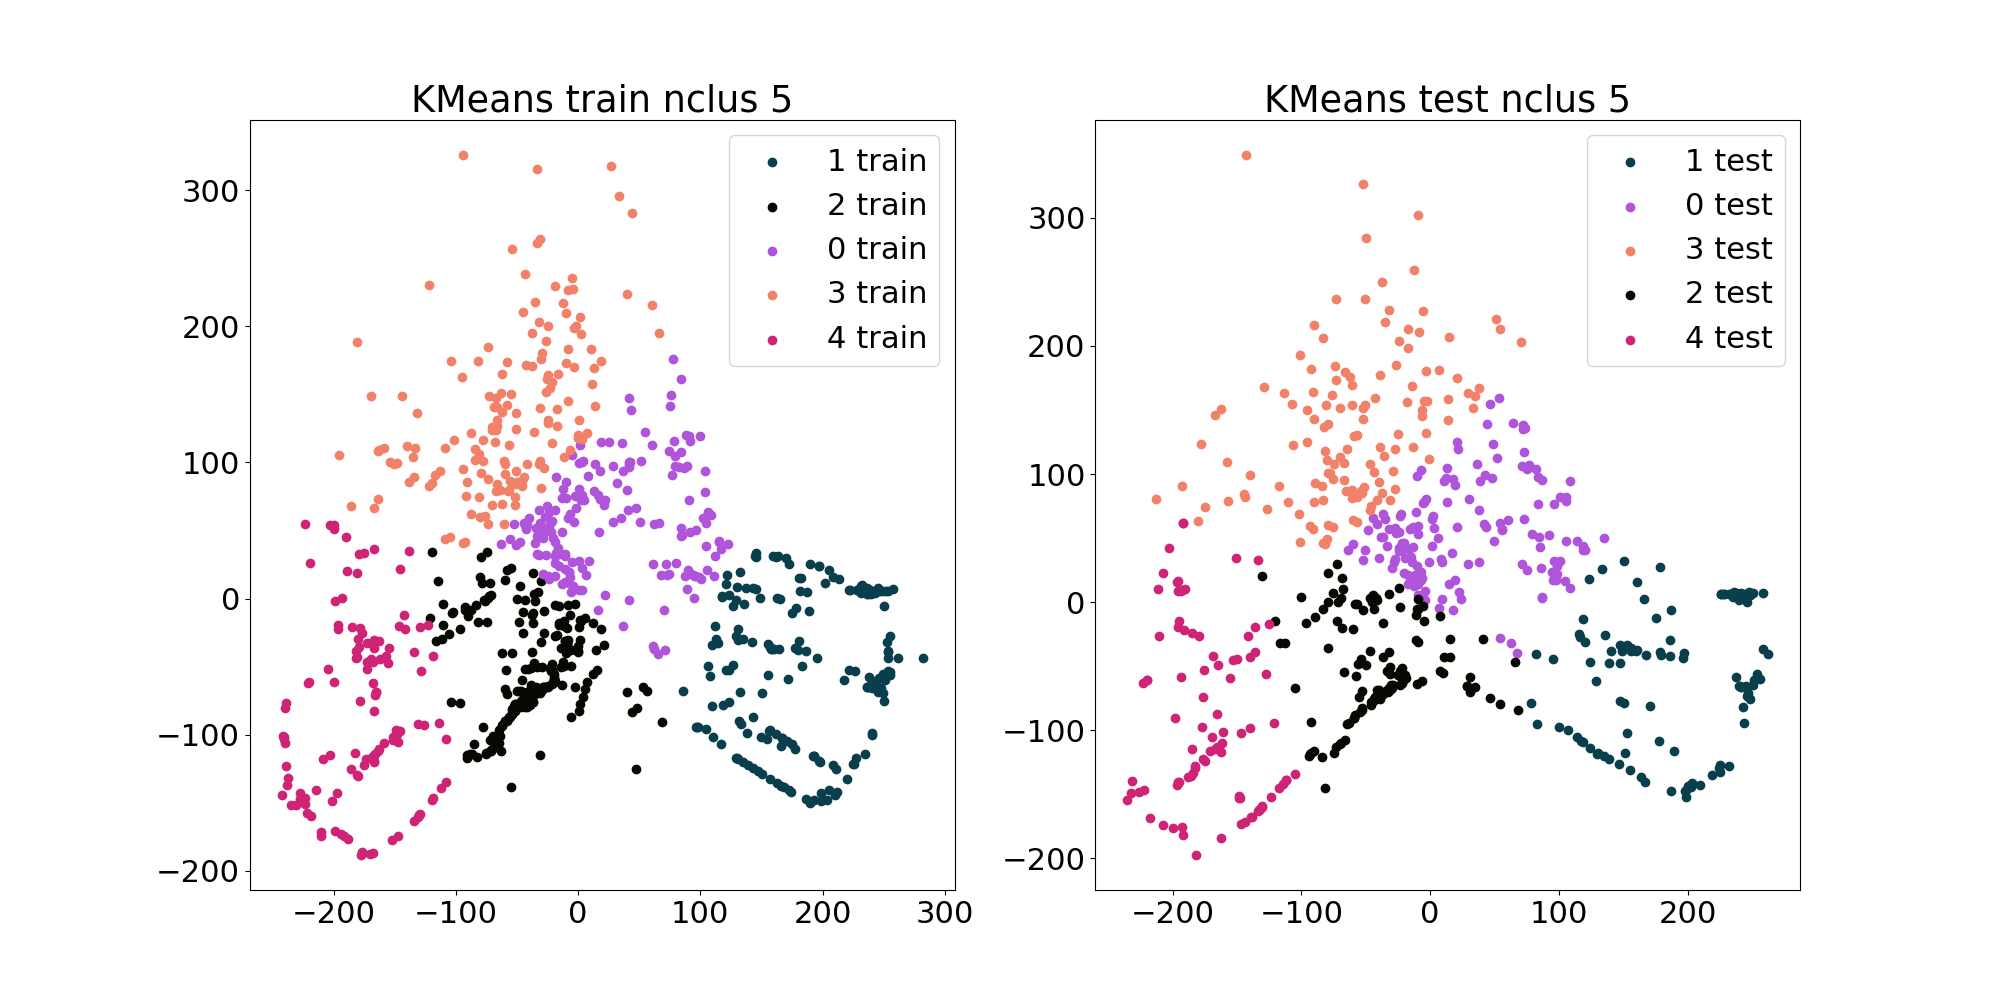 KMeans train nclus 5
1 train
2 train
0 train
3 train
4 train
300
200
100
0
−100
−200
−200 −100 0 100 200 300
KMeans test nclus 5
1 test
0 test
3 test
2 test
4 test
300
200
100
0
−100
−200
−200 −100 0 100 200